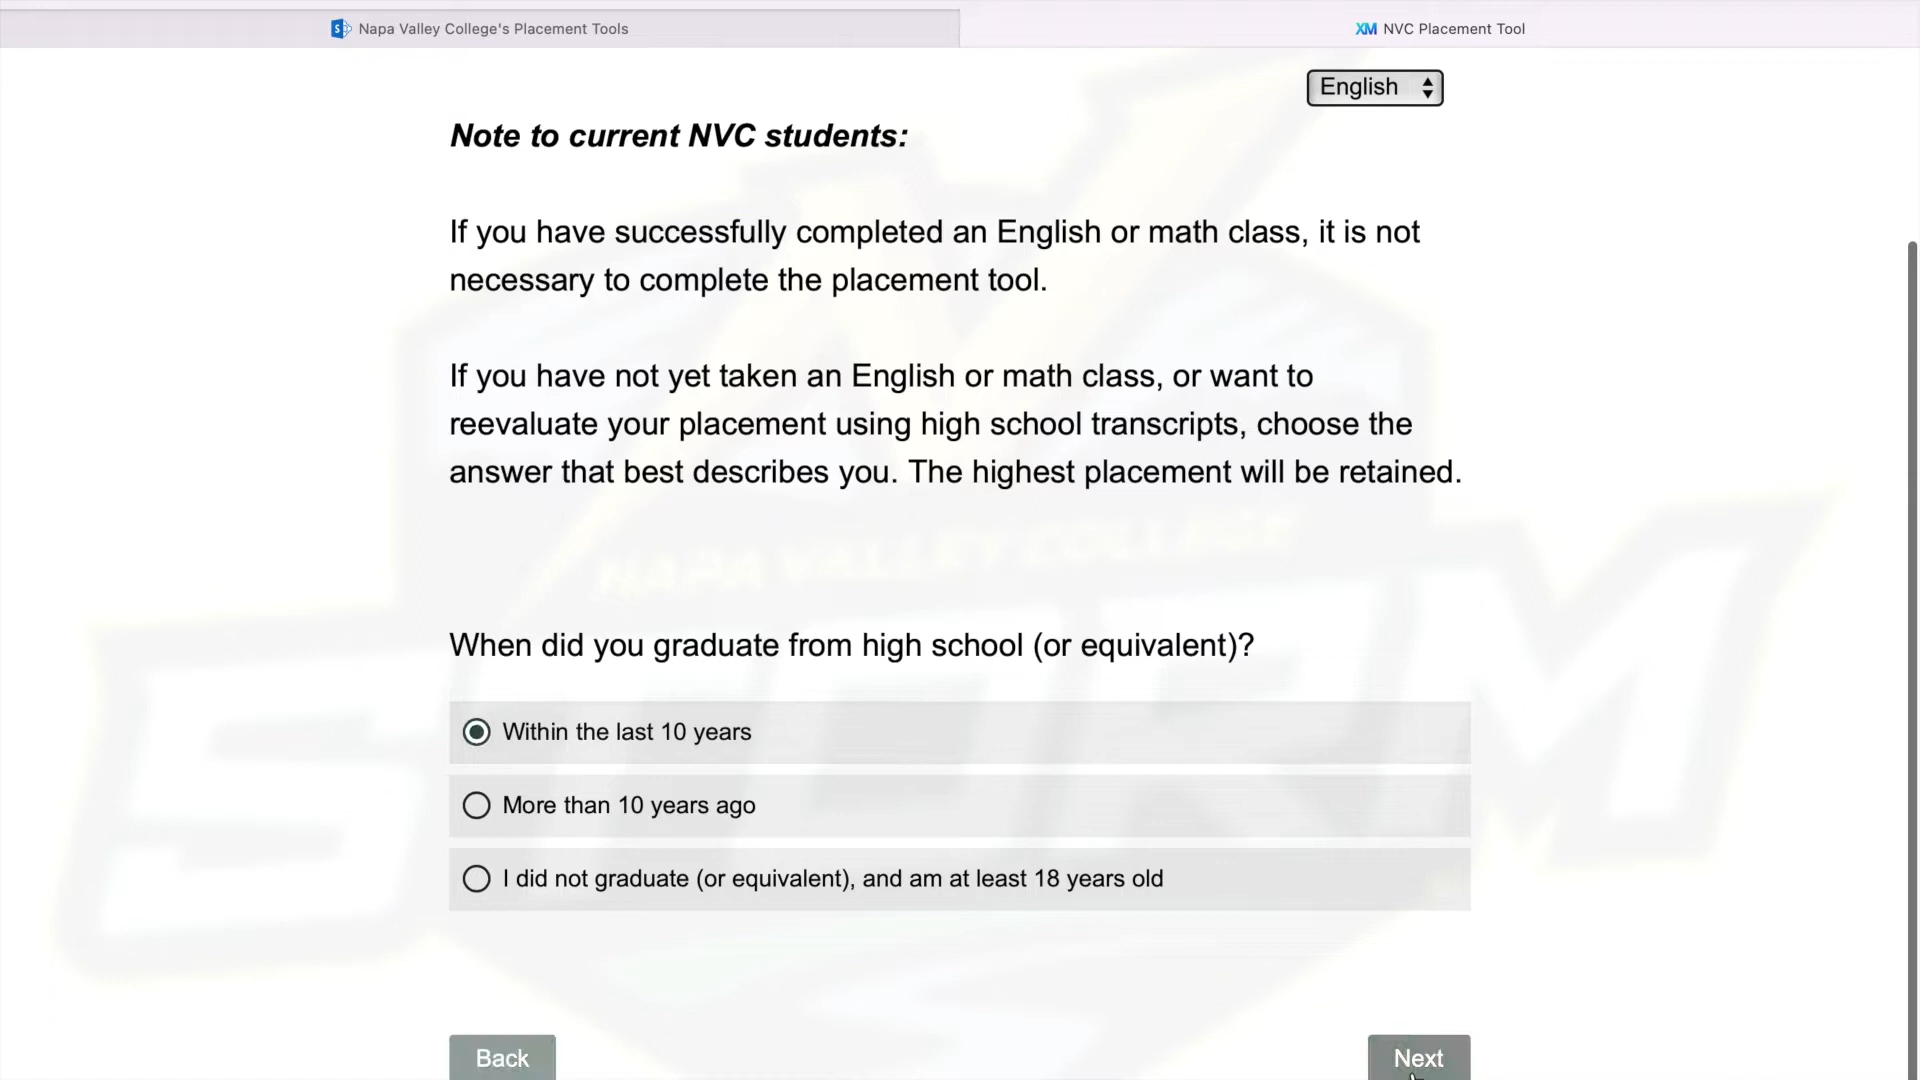 Napa Valley College's Placement Tools
XM NVC Placement Tool
English
Note to current NVC students:
If you have successfully completed an English or math class, it is not
necessary to complete the placement tool.
If you have not yet taken an English or math class, or want to
reevaluate your placement using high school transcripts, choose the
answer that best describes you. The highest placement will be retained.
NAPA VALLEY COLLEGE
STORM
When did you graduate from high school (or equivalent)?
Within the last 10 years
More than 10 years ago
I did not graduate (or equivalent), and am at least 18 years old
Back
Next